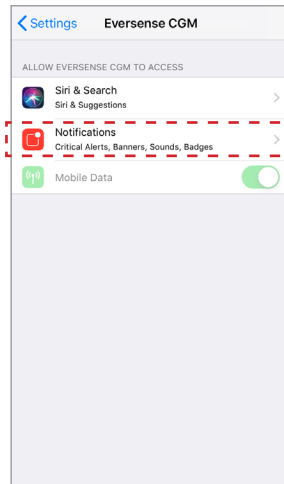 Settings Eversense CGM
ALLOW EVERSENSE CGM TO ACCESS
Siri & Search
Siri & Suggestions
Notifications
Critical Alerts, Banners, Sounds, Badges
Mobile Data